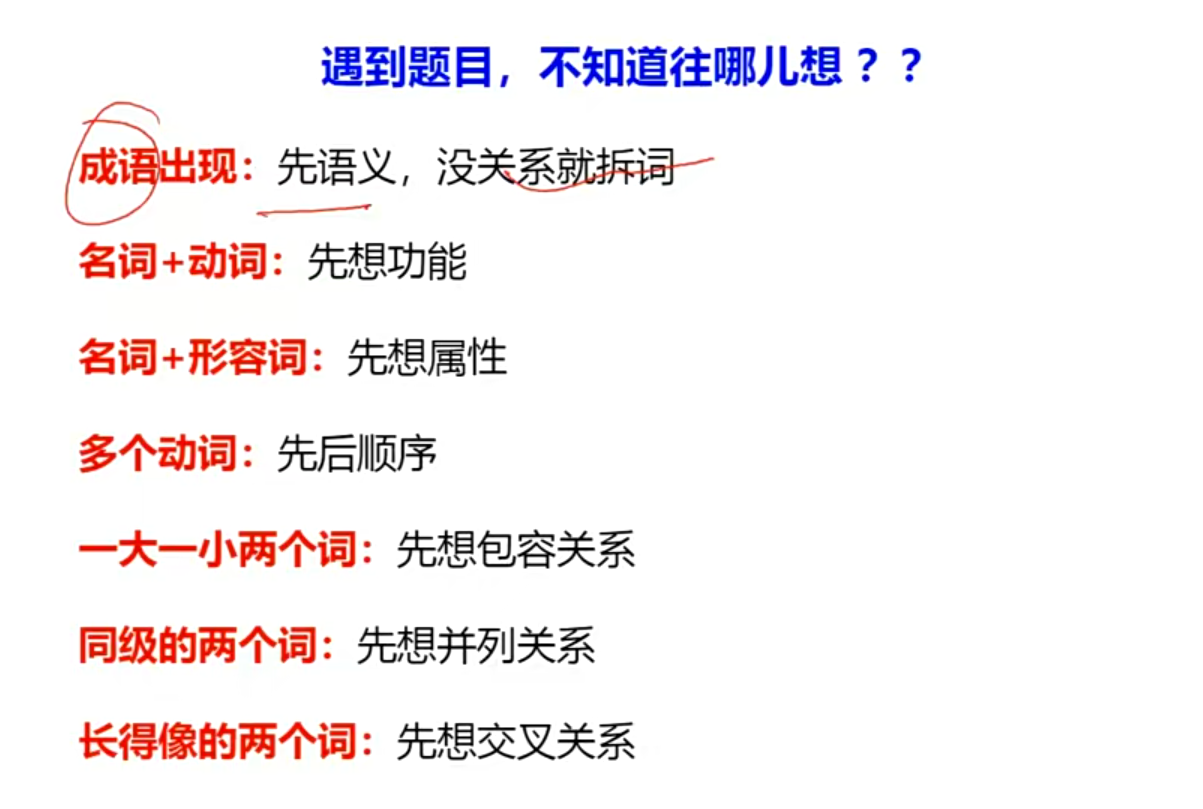 遇到题目，不知道往哪儿想？？
成语出现：先语义，没关系就拆词
名词+动词：先想功能
名词+形容词：先想属性
多个动词：先后顺序
一大一小两个词：先想包容关系
同级的两个词：先想并列关系
长得像的两个词：先想交叉关系